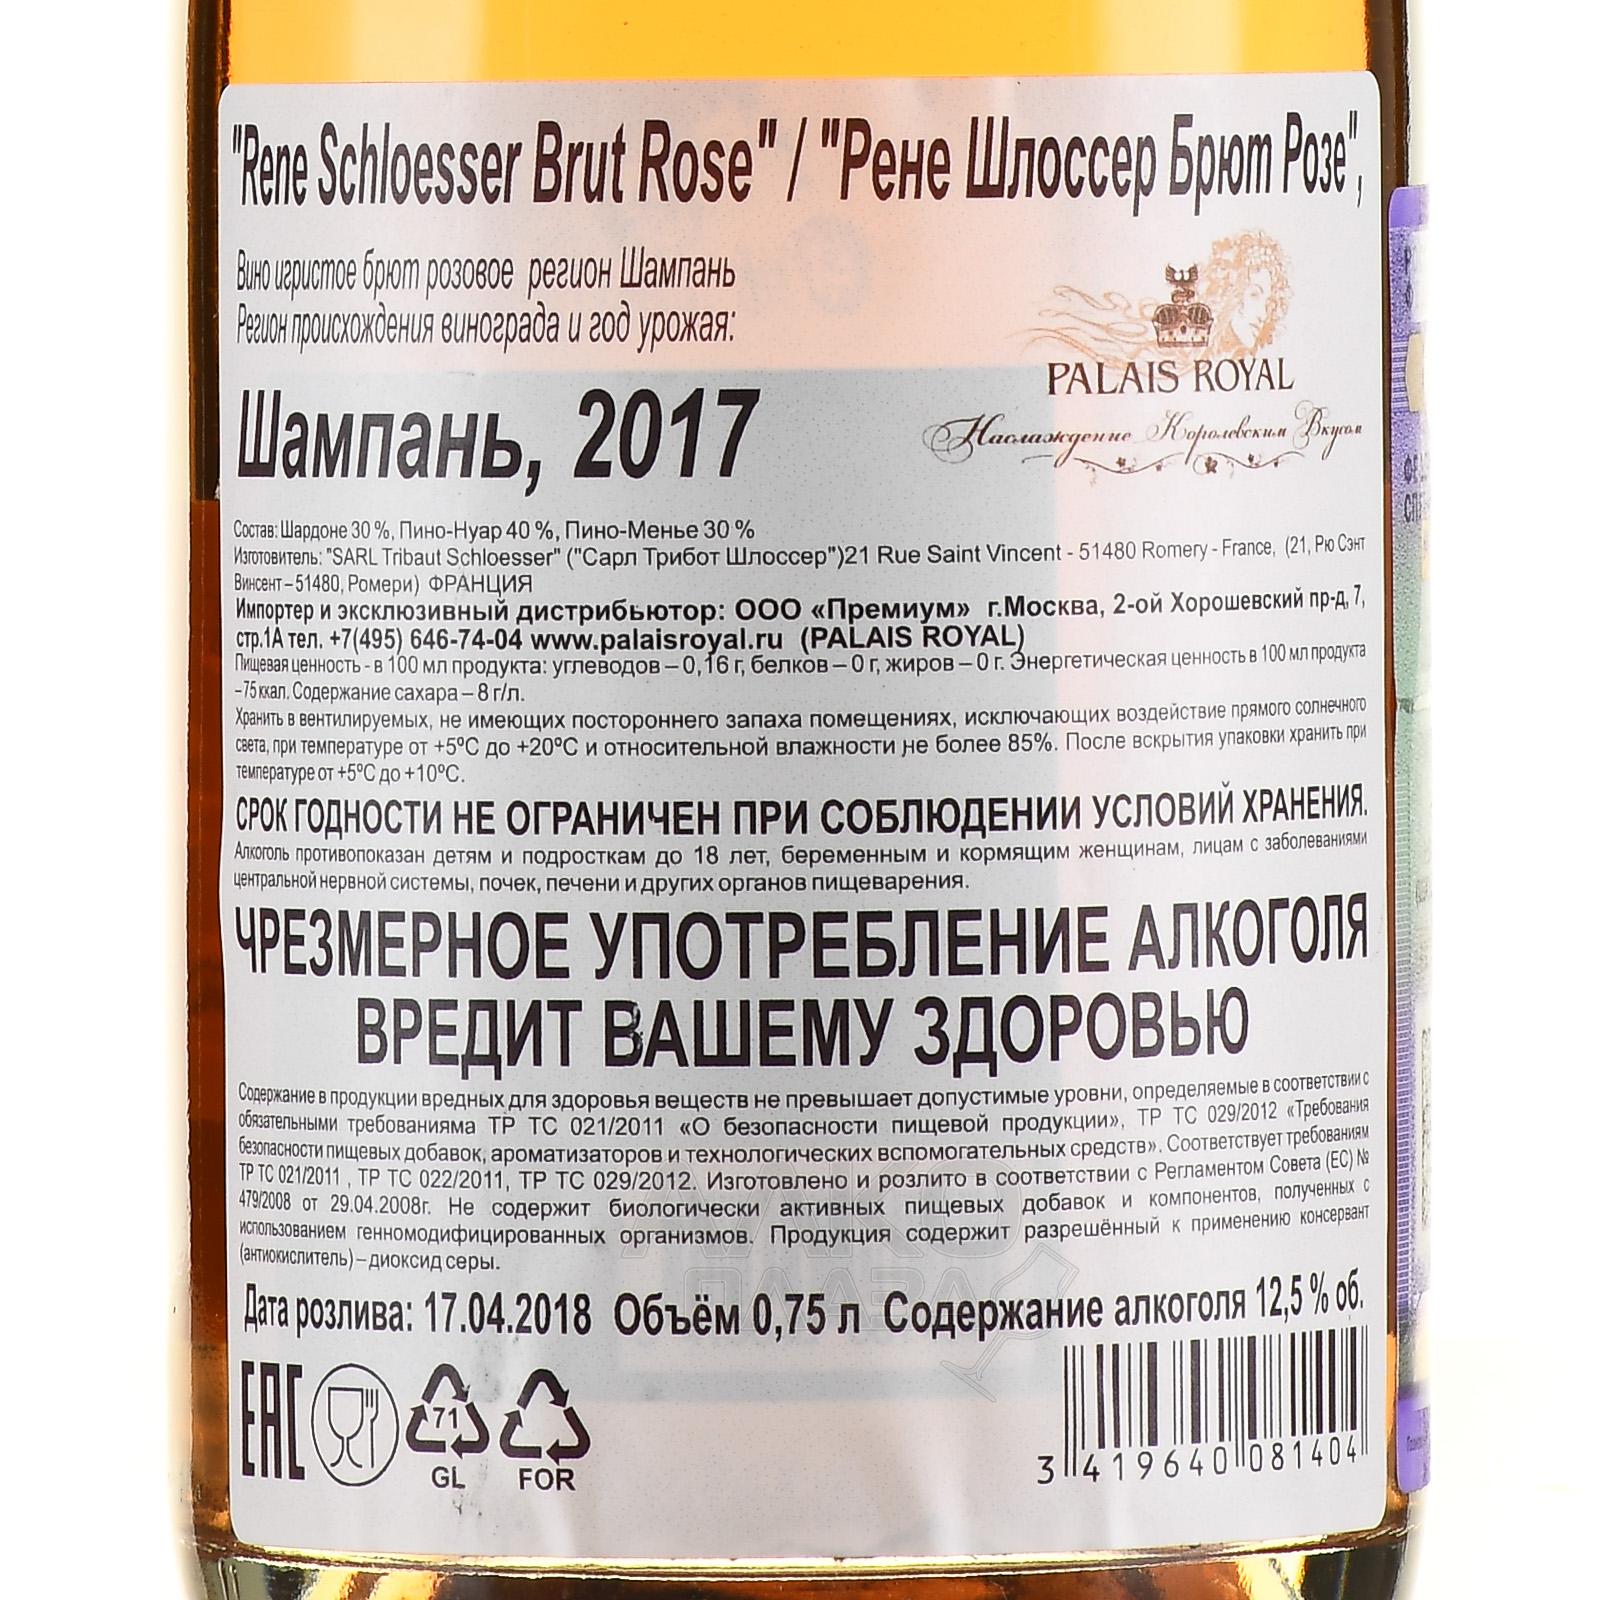 "Rene Schloesser Brut Rose" / "Рене Шлоссер Брют Розе",
Вино игристое брют розовое регион Шампань
Регион происхождения винограда и год урожая:
PALAIS ROYAL
Шампань, 2017
Наслаждение Королевским Вкусом
Состав: Шардоне 30 %, Пино-Нуар 40 %, Пино-Менье 30 %
Изготовитель: "SARL Tribaut Schloesser" ("Сарл Трибот Шлоссер")21 Rue Saint Vincent - 51480 Romery - France, (21, Рю Сэнт
Винсент – 51480, Ромери) ФРАНЦИЯ
Импортер и эксклюзивный дистрибьютор: ООО «Премиум» г.Москва, 2-ой Хорошевский пр-д, 7,
стр.1А тел. +7(495) 646-74-04 www.palaisroyal.ru (PALAIS ROYAL)
Пищевая ценность - в 100 мл продукта: углеводов – 0,16 г, белков – 0 г, жиров – 0 г. Энергетическая ценность в 100 мл продукта
–75 ккал. Содержание сахара – 8 г/л.
Хранить в вентилируемых, не имеющих постороннего запаха помещениях, исключающих воздействие прямого солнечного
света, при температуре от +5ºC до +20ºC и относительной влажности не более 85%. После вскрытия упаковки хранить при
температуре от +5ºC до +10ºC.
СРОК ГОДНОСТИ НЕ ОГРАНИЧЕН ПРИ СОБЛЮДЕНИИ УСЛОВИЙ ХРАНЕНИЯ.
Алкоголь противопоказан детям и подросткам до 18 лет, беременным и кормящим женщинам, лицам с заболеваниями
центральной нервной системы, почек, печени и других органов пищеварения.
ЧРЕЗМЕРНОЕ УПОТРЕБЛЕНИЕ АЛКОГОЛЯ
ВРЕДИТ ВАШЕМУ ЗДОРОВЬЮ
Содержание в продукции вредных для здоровья веществ не превышает допустимые уровни, определяемые в соответствии с
обязательными требованияма ТР ТС 021/2011 «О безопасности пищевой продукции», ТР ТС 029/2012 «Требования
безопасности пищевых добавок, ароматизаторов и технологических вспомогательных средств». Соответствует требованиям
ТР ТС 021/2011 , ТР ТС 022/2011, ТР ТС 029/2012. Изготовлено и розлито в соответствии с Регламентом Совета (ЕС) №
479/2008 от 29.04.2008г. Не содержит биологически активных пищевых добавок и компонентов, полученных с
использованием генномодифицированных организмов. Продукция содержит разрешённый к применению консервант
(антиокислитель) – диоксид серы.
АЛКО
ПЛАЗА
Дата розлива: 17.04.2018 Объём 0,75 л Содержание алкоголя 12,5 % об.
EAC
71
GL
FOR
3 419640 081404